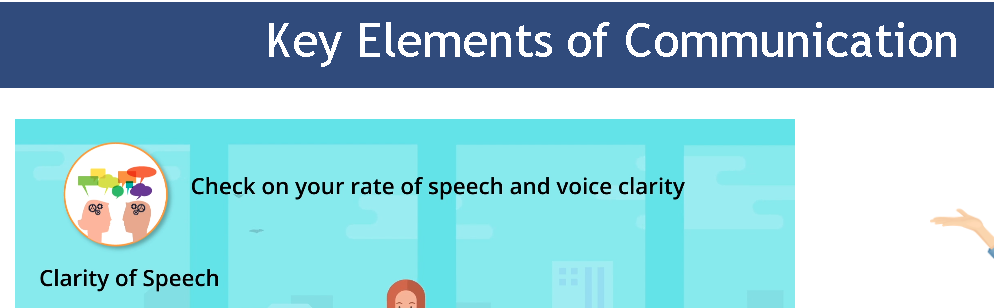 Key Elements of Communication
Check on your rate of speech and voice clarity
Clarity of Speech